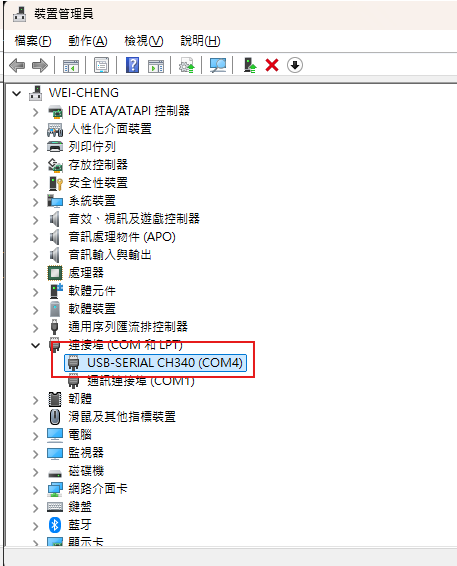 裝置管理員
檔案(F) 動作(A) 檢視(V) 說明(H)
WEI-CHENG
IDE ATA/ATAPI 控制器
人性化介面裝置
列印佇列
存放控制器
安全性裝置
系統裝置
音效、視訊及遊戲控制器
音訊處理物件 (APO)
音訊輸入與輸出
處理器
軟體元件
軟體裝置
通用序列匯流排控制器
連接埠 (COM 和 LPT)
USB-SERIAL CH340 (COM4)
通訊連接埠 (COM1)
韌體
滑鼠及其他指標裝置
電腦
監視器
磁碟機
網路介面卡
鍵盤
藍牙
顯示卡